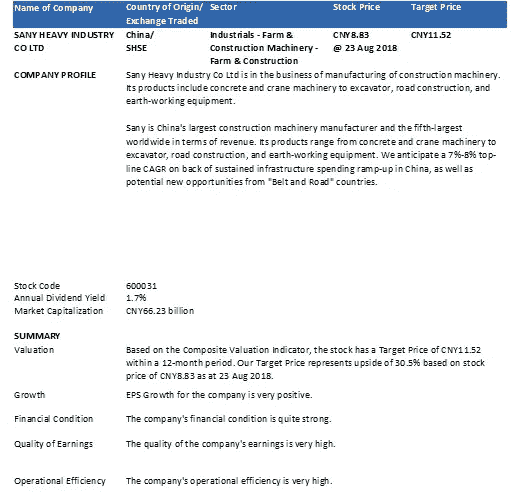 Name of Company Country of Origin/ Sector Stock Price Target Price
Exchange Traded
SANY HEAVY INDUSTRY China/ Industrials - Farm & CNY8.83 CNY11.52
CO LTD SHSE Construction Machinery - @ 23 Aug 2018
Farm & Construction
COMPANY PROFILE Sany Heavy Industry Co Ltd is in the business of manufacturing of construction machinery.
Its products include concrete and crane machinery to excavator, road construction, and
earth-working equipment.
Sany is China's largest construction machinery manufacturer and the fifth-largest
worldwide in terms of revenue. Its products range from concrete and crane machinery to
excavator, road construction, and earth-working equipment. We anticipate a 7%-8% top-
line CAGR on back of sustained infrastructure spending ramp-up in China, as well as
potential new opportunities from "Belt and Road" countries.
Stock Code 600031
Annual Dividend Yield 1.7%
Market Capitalization CNY66.23 billion
SUMMARY
Valuation Based on the Composite Valuation Indicator, the stock has a Target Price of CNY11.52
within a 12-month period. Our Target Price represents upside of 30.5% based on stock
price of CNY8.83 as at 23 Aug 2018.
Growth EPS Growth for the company is very positive.
Financial Condition The company's financial condition is quite strong.
Quality of Earnings The quality of the company's earnings is very high.
Operational Efficiency The company's operational efficiency is very high.